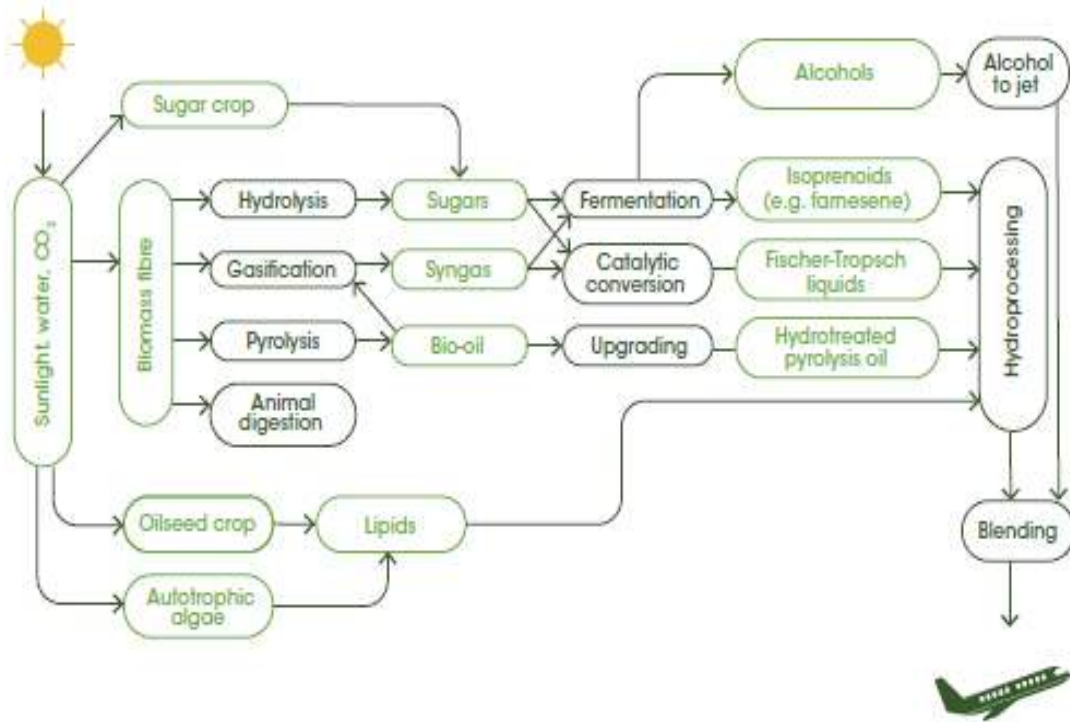 Alcohols
Alcohol
to jet
Sugar crop
Sunlight, water, CO2
Biomass fibre
Hydrolysis
Sugars
Fermentation
Isoprenoids
(e.g. farnesene)
Hydroprocessing
Gasification
Syngas
Catalytic
conversion
Fischer-Tropsch
liquids
Pyrolysis
Bio-oil
Upgrading
Hydrotreated
pyrolysis oil
Animal
digestion
Oilseed crop
Lipids
Blending
Autotrophic
algae